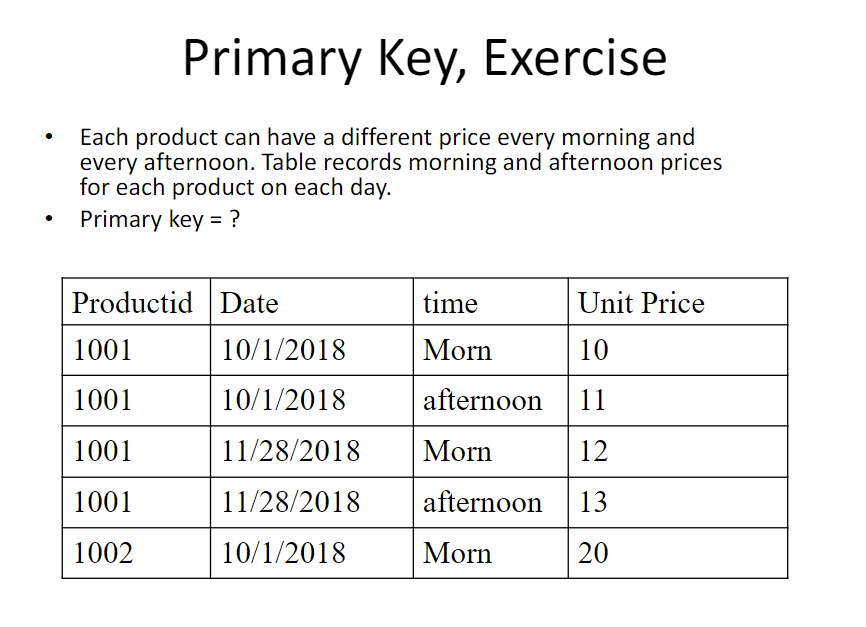 Primary Key, Exercise
• Each product can have a different price every morning and
every afternoon. Table records morning and afternoon prices
for each product on each day.
• Primary key = ?
Productid Date time Unit Price
1001 10/1/2018 Morn 10
1001 10/1/2018 afternoon 11
1001 11/28/2018 Morn 12
1001 11/28/2018 afternoon 13
1002 10/1/2018 Morn 20